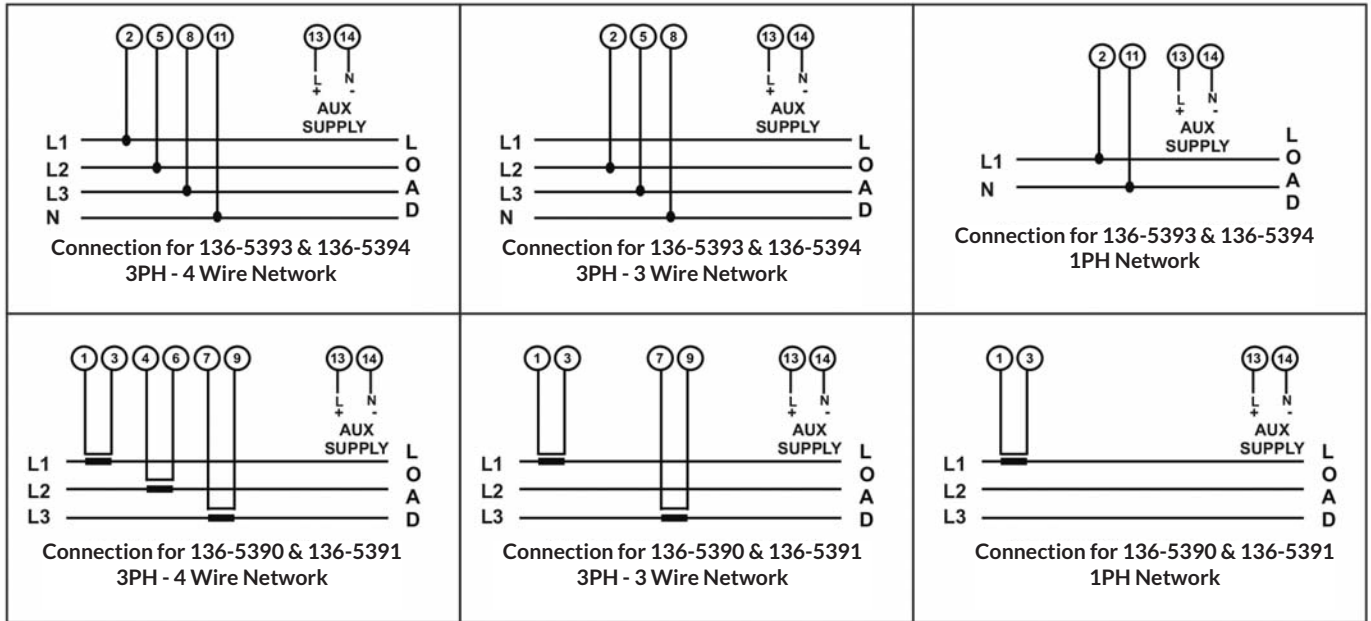 2 5 8 11 13 14
L N
+ -
AUX
SUPPLY
L1
L2
L3
N
L
O
A
D
Connection for 136-5393 & 136-5394
3PH - 4 Wire Network
2 5 8 13 14
L N
+ -
AUX
SUPPLY
L1
L2
L3
N
L
O
A
D
Connection for 136-5393 & 136-5394
3PH - 3 Wire Network
2 11 13 14
L N
+ -
AUX
SUPPLY
L1
N
L
O
A
D
Connection for 136-5393 & 136-5394
1PH Network
1 3 4 6 7 9 13 14
L N
+ -
AUX
SUPPLY
L1
L2
L3
L
O
A
D
Connection for 136-5390 & 136-5391
3PH - 4 Wire Network
1 3 7 9 13 14
L N
+ -
AUX
SUPPLY
L1
L2
L3
L
O
A
D
Connection for 136-5390 & 136-5391
3PH - 3 Wire Network
1 3 13 14
L N
+ -
AUX
SUPPLY
L1
L2
L3
L
O
A
D
Connection for 136-5390 & 136-5391
1PH Network